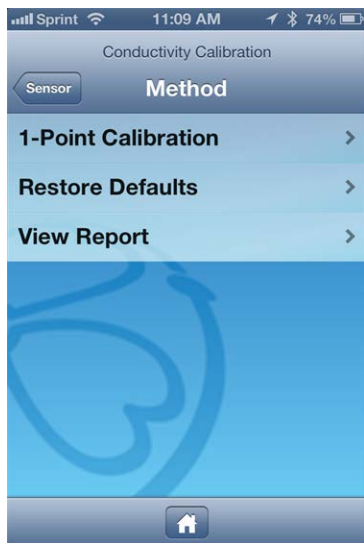 Sprint 11:09 AM 74%
Conductivity Calibration
Sensor Method
1-Point Calibration
Restore Defaults
View Report